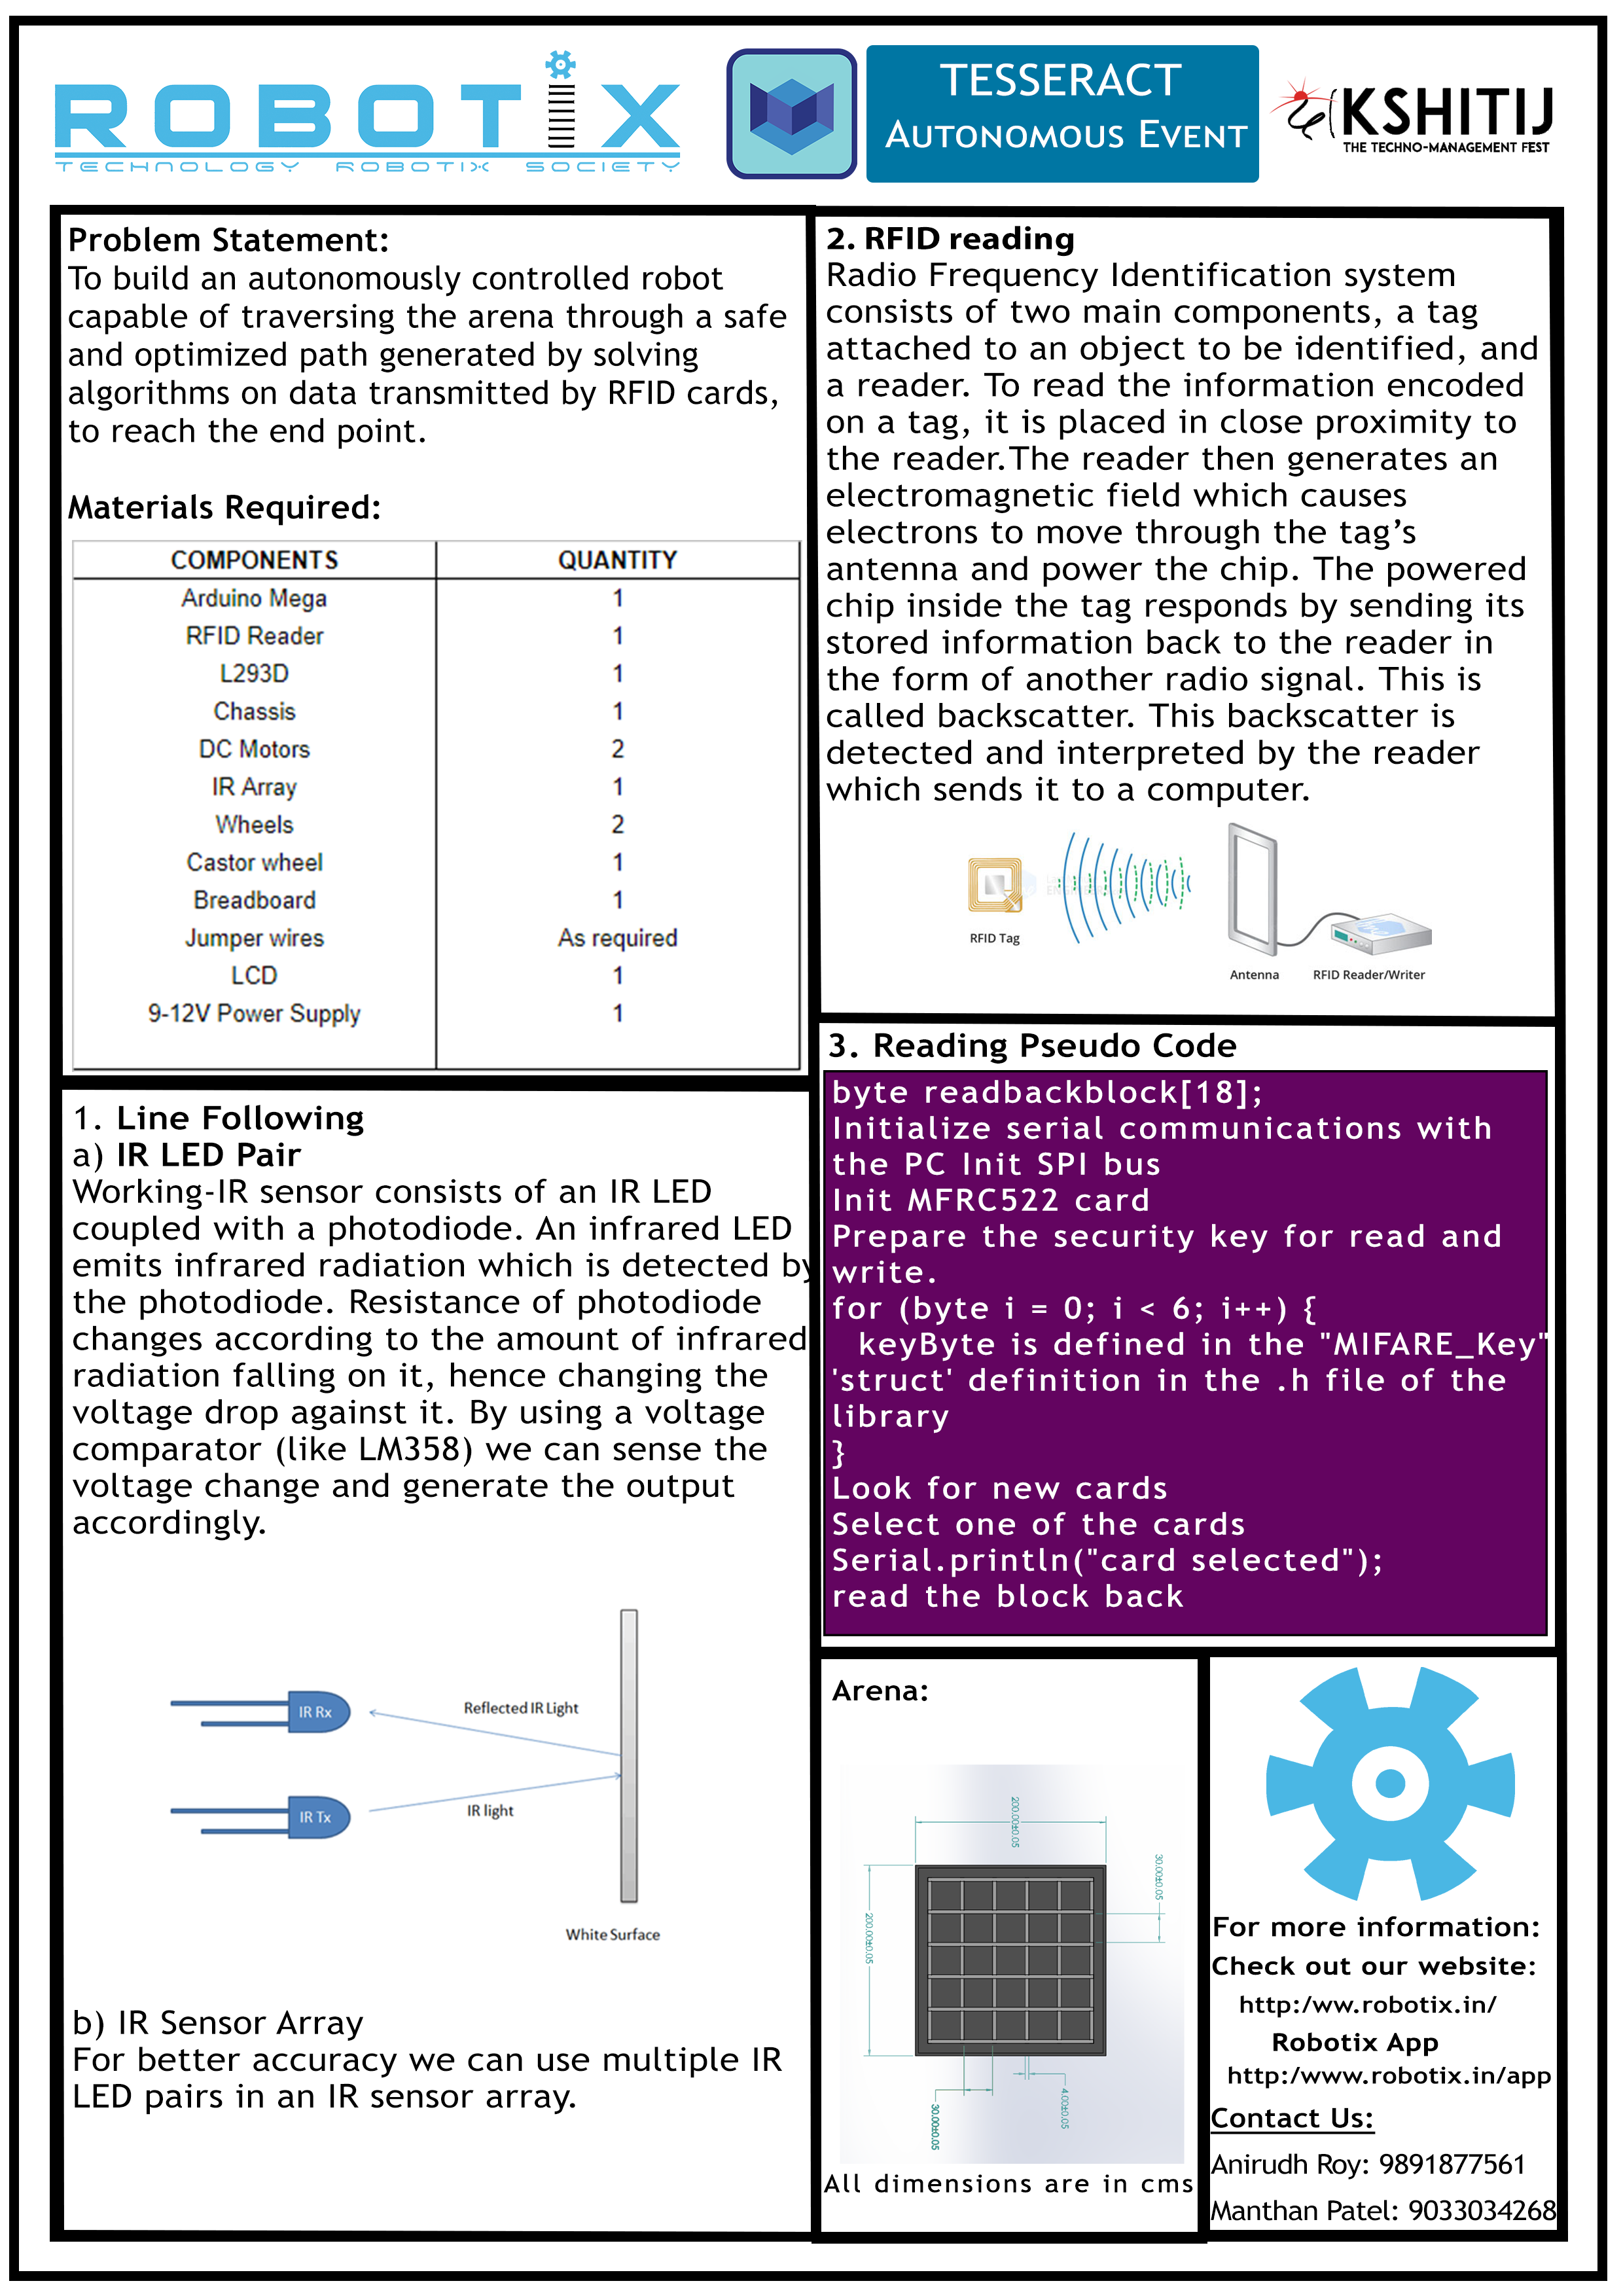 ROBOTIX
TECHNOLOGY ROBOTIX SOCIETY
TESSERACT
AUTONOMOUS EVENT
KSHITIJ
THE TECHNO-MANAGEMENT FEST
Problem Statement:
To build an autonomously controlled robot
capable of traversing the arena through a safe
and optimized path generated by solving
algorithms on data transmitted by RFID cards,
to reach the end point.
Materials Required:
COMPONENTS QUANTITY
Arduino Mega 1
RFID Reader 1
L293D 1
Chassis 1
DC Motors 2
IR Array 1
Wheels 2
Castor wheel 1
Breadboard 1
Jumper wires As required
LCD 1
9-12V Power Supply 1
1. Line Following
a) IR LED Pair
Working-IR sensor consists of an IR LED
coupled with a photodiode. An infrared LED
emits infrared radiation which is detected by
the photodiode. Resistance of photodiode
changes according to the amount of infrared
radiation falling on it, hence changing the
voltage drop against it. By using a voltage
comparator (like LM358) we can sense the
voltage change and generate the output
accordingly.
IR Rx
Reflected IR Light
IR Tx
IR light
White Surface
b) IR Sensor Array
For better accuracy we can use multiple IR
LED pairs in an IR sensor array.
2. RFID reading
Radio Frequency Identification system
consists of two main components, a tag
attached to an object to be identified, and
a reader. To read the information encoded
on a tag, it is placed in close proximity to
the reader.The reader then generates an
electromagnetic field which causes
electrons to move through the tag’s
antenna and power the chip. The powered
chip inside the tag responds by sending its
stored information back to the reader in
the form of another radio signal. This is
called backscatter. This backscatter is
detected and interpreted by the reader
which sends it to a computer.
RFID Tag
Antenna
RFID Reader/Writer
3. Reading Pseudo Code
byte readbackblock[18];
Initialize serial communications with
the PC Init SPI bus
Init MFRC522 card
Prepare the security key for read and
write.
for (byte i = 0; i < 6; i++) {
keyByte is defined in the "MIFARE_Key"
'struct' definition in the .h file of the
library
}
Look for new cards
Select one of the cards
Serial.println("card selected");
read the block back
Arena:
200.00±0.05
30.00±0.05
200.00±0.05
4.00±0.05
30.00±0.05
All dimensions are in cms
For more information:
Check out our website:
http:/ww.robotix.in/
Robotix App
http:/www.robotix.in/app
Contact Us:
Anirudh Roy: 9891877561
Manthan Patel: 9033034268